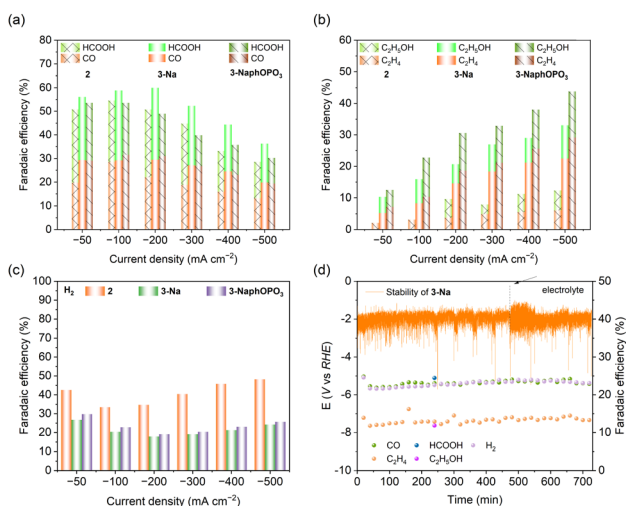 (a)
80
70
60
50
40
30
20
10
0
Faradaic efficiency (%)
HCOOH HCOOH HCOOH
CO CO CO
2 3-Na 3-NaphOPO₃
−50 −100 −200 −300 −400 −500
Current density (mA cm⁻²)
(b)
60
50
40
30
20
10
0
Faradaic efficiency (%)
C₂H₅OH C₂H₅OH C₂H₅OH
C₂H₄ C₂H₄ C₂H₄
2 3-Na 3-NaphOPO₃
−50 −100 −200 −300 −400 −500
Current density (mA cm⁻²)
(c)
100
90
80
70
60
50
40
30
20
10
0
Faradaic efficiency (%)
H₂ 2 3-Na 3-NaphOPO₃
−50 −100 −200 −300 −400 −500
Current density (mA cm⁻²)
(d)
0
−2
−4
−6
−8
−10
E (V vs RHE)
Stability of 3-Na
electrolyte
50
40
30
20
10
0
Faradaic efficiency (%)
CO HCOOH H₂
C₂H₄ C₂H₅OH
0 100 200 300 400 500 600 700
Time (min)